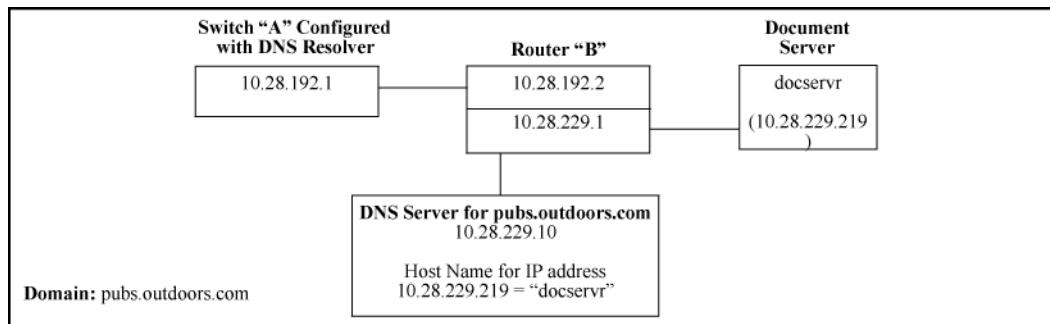 Switch “A” Configured
with DNS Resolver
10.28.192.1
Router “B”
10.28.192.2
10.28.229.1
Document
Server
docservr
(10.28.229.219
)
DNS Server for pubs.outdoors.com
10.28.229.10
Host Name for IP address
10.28.229.219 = “docservr”
Domain: pubs.outdoors.com